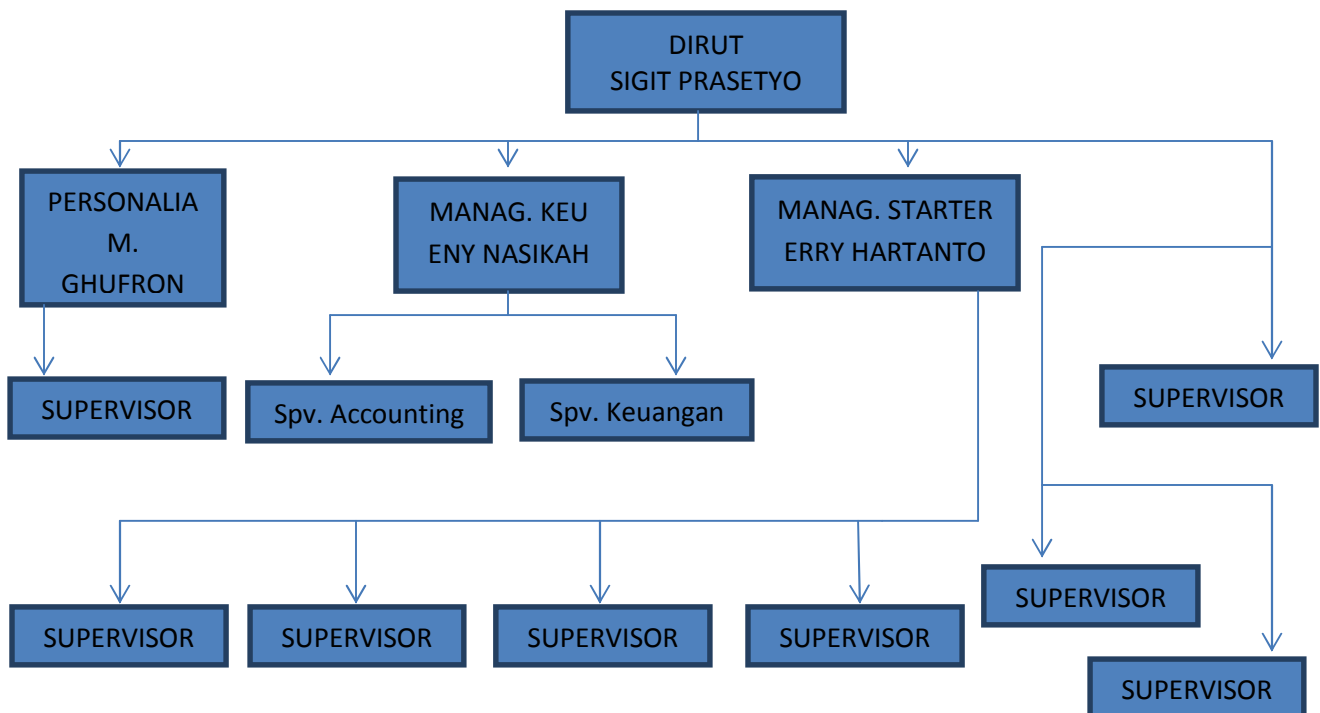 DIRUT
SIGIT PRASETYO
PERSONALIA
M.
GHUFRON
MANAG. KEU
ENY NASIKAH
MANAG. STARTER
ERRY HARTANTO
SUPERVISOR
Spv. Accounting
Spv. Keuangan
SUPERVISOR
SUPERVISOR
SUPERVISOR
SUPERVISOR
SUPERVISOR
SUPERVISOR
SUPERVISOR